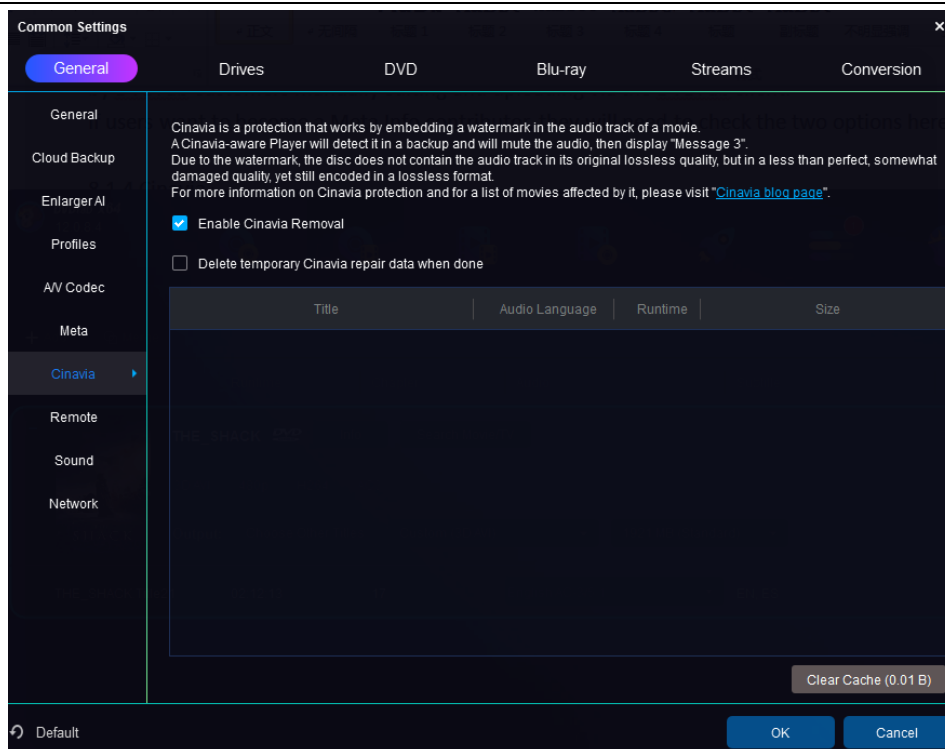 Common Settings
×
General
Drives
DVD
Blu-ray
Streams
Conversion
General
Cloud Backup
Enlarger AI
Profiles
A/V Codec
Meta
Cinavia
Remote
Sound
Network
Cinavia is a protection that works by embedding a watermark in the audio track of a movie.
A Cinavia-aware Player will detect it in a backup and will mute the audio, then display "Message 3".
Due to the watermark, the disc does not contain the audio track in its original lossless quality, but in a less than perfect, somewhat
damaged quality, yet still encoded in a lossless format.
For more information on Cinavia protection and for a list of movies affected by it, please visit "Cinavia blog page".
Enable Cinavia Removal
Delete temporary Cinavia repair data when done
Title
Audio Language
Runtime
Size
Clear Cache (0.01 B)
Default
OK
Cancel